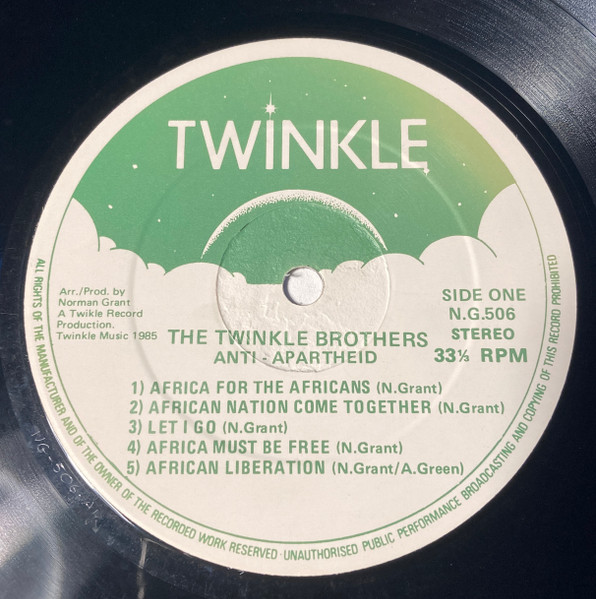 TWINKLE
Arr./Prod. by
Norman Grant
A Twikle Record
Production.
Twinkle Music 1985
SIDE ONE
N.G.506
STEREO
33⅓ RPM
THE TWINKLE BROTHERS
ANTI-APARTHEID
1) AFRICA FOR THE AFRICANS (N.Grant)
2) AFRICAN NATION COME TOGETHER (N.Grant)
3) LET I GO (N.Grant)
4) AFRICA MUST BE FREE (N.Grant)
5) AFRICAN LIBERATION (N.Grant/A.Green)
ALL RIGHTS OF THE MANUFACTURER AND OF THE OWNER OF THE RECORDED WORK RESERVED · UNAUTHORISED PUBLIC PERFORMANCE BROADCASTING AND COPYING OF THIS RECORD PROHIBITED